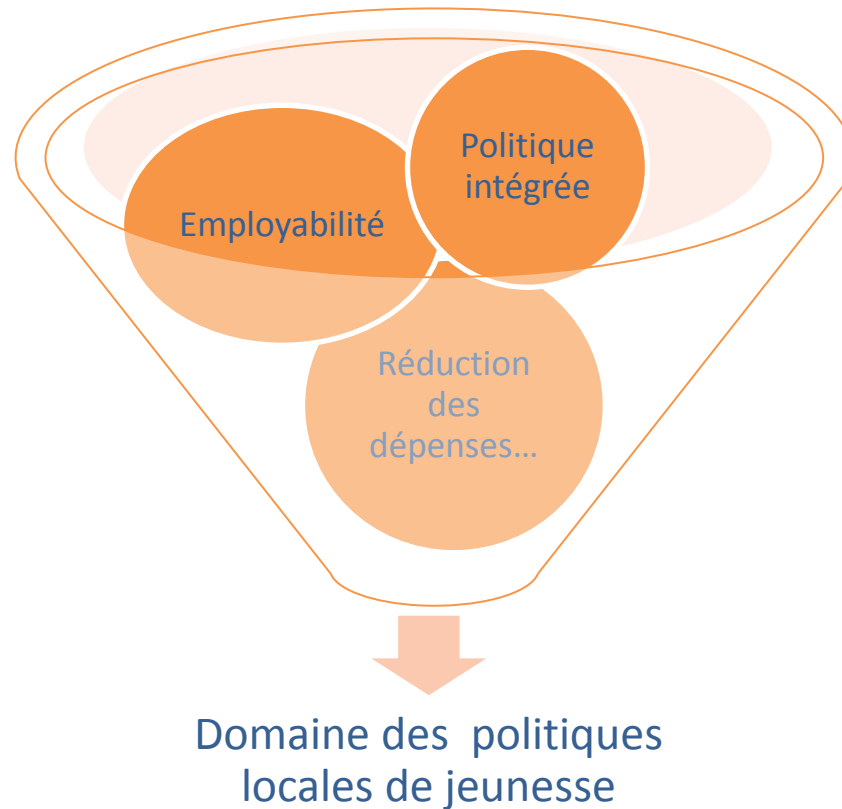 Politique
intégrée
Employabilité
Réduction
des
dépenses…
Domaine des politiques
locales de jeunesse